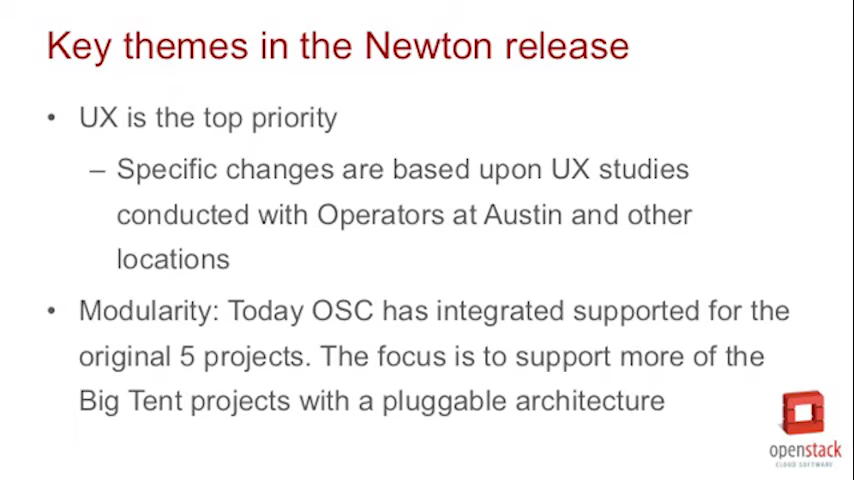 Key themes in the Newton release
• UX is the top priority
– Specific changes are based upon UX studies
conducted with Operators at Austin and other
locations
• Modularity: Today OSC has integrated supported for the
original 5 projects. The focus is to support more of the
Big Tent projects with a pluggable architecture
openstack
CLOUD SOFTWARE